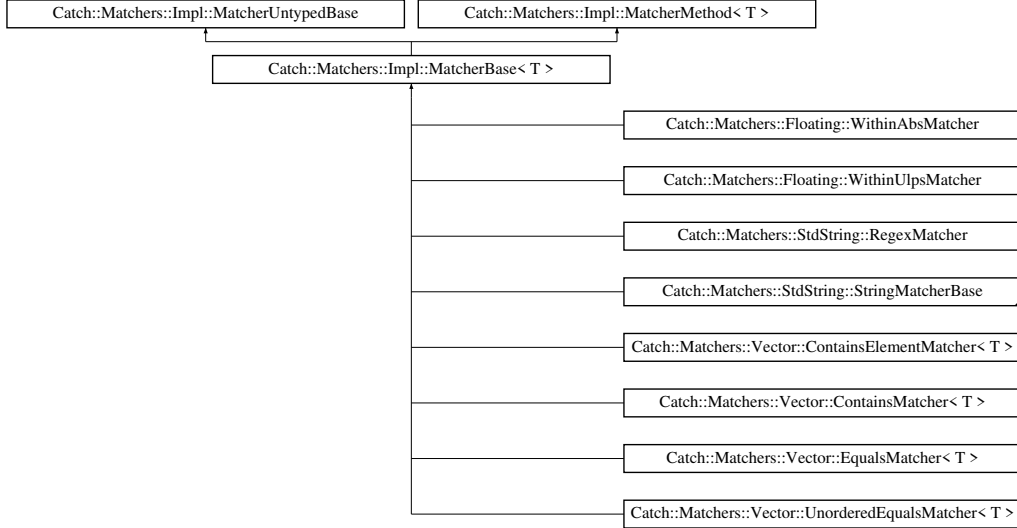 Catch::Matchers::Impl::MatcherUntypedBase
Catch::Matchers::Impl::MatcherMethod< T >
Catch::Matchers::Impl::MatcherBase< T >
Catch::Matchers::Floating::WithinAbsMatcher
Catch::Matchers::Floating::WithinUlpsMatcher
Catch::Matchers::StdString::RegexMatcher
Catch::Matchers::StdString::StringMatcherBase
Catch::Matchers::Vector::ContainsElementMatcher< T >
Catch::Matchers::Vector::ContainsMatcher< T >
Catch::Matchers::Vector::EqualsMatcher< T >
Catch::Matchers::Vector::UnorderedEqualsMatcher< T >